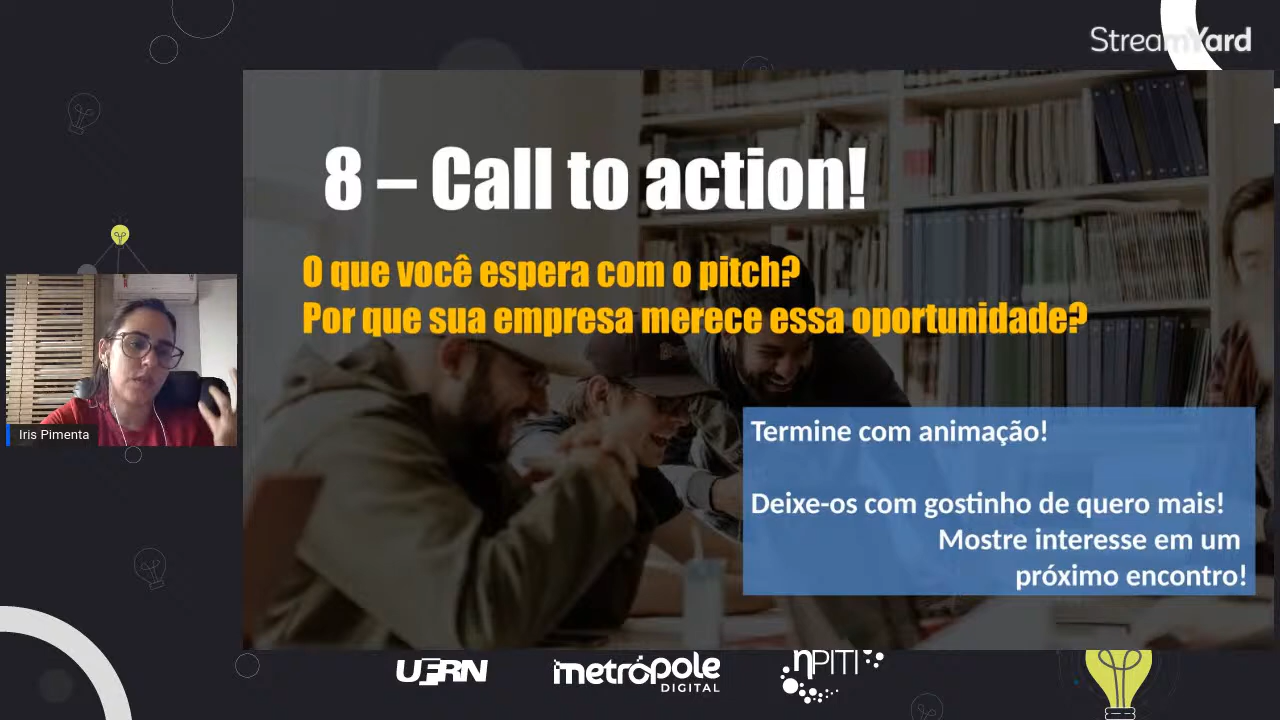 StreamYard
8 – Call to action!
O que você espera com o pitch?
Por que sua empresa merece essa oportunidade?
Termine com animação!
Deixe-os com gostinho de quero mais!
Mostre interesse em um
próximo encontro!
Iris Pimenta
UFRN
metrópole
DIGITAL
nPITI